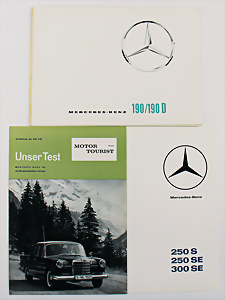 MERCEDES-BENZ 190/190 D
Unser Test
MOTOR
TOURIST
Mercedes-Benz
250 S
250 SE
300 SE